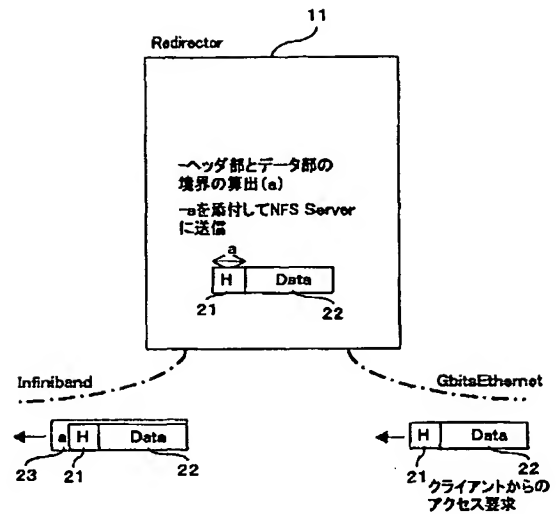 11
Redirector
-ヘッダ部とデータ部の
境界の算出(a)
-aを添付してNFS Server
に送信
a
H Data
21 22
Infiniband GbitsEthernet
a H Data H Data
23 21 22 21 22
クライアントからの
アクセス要求